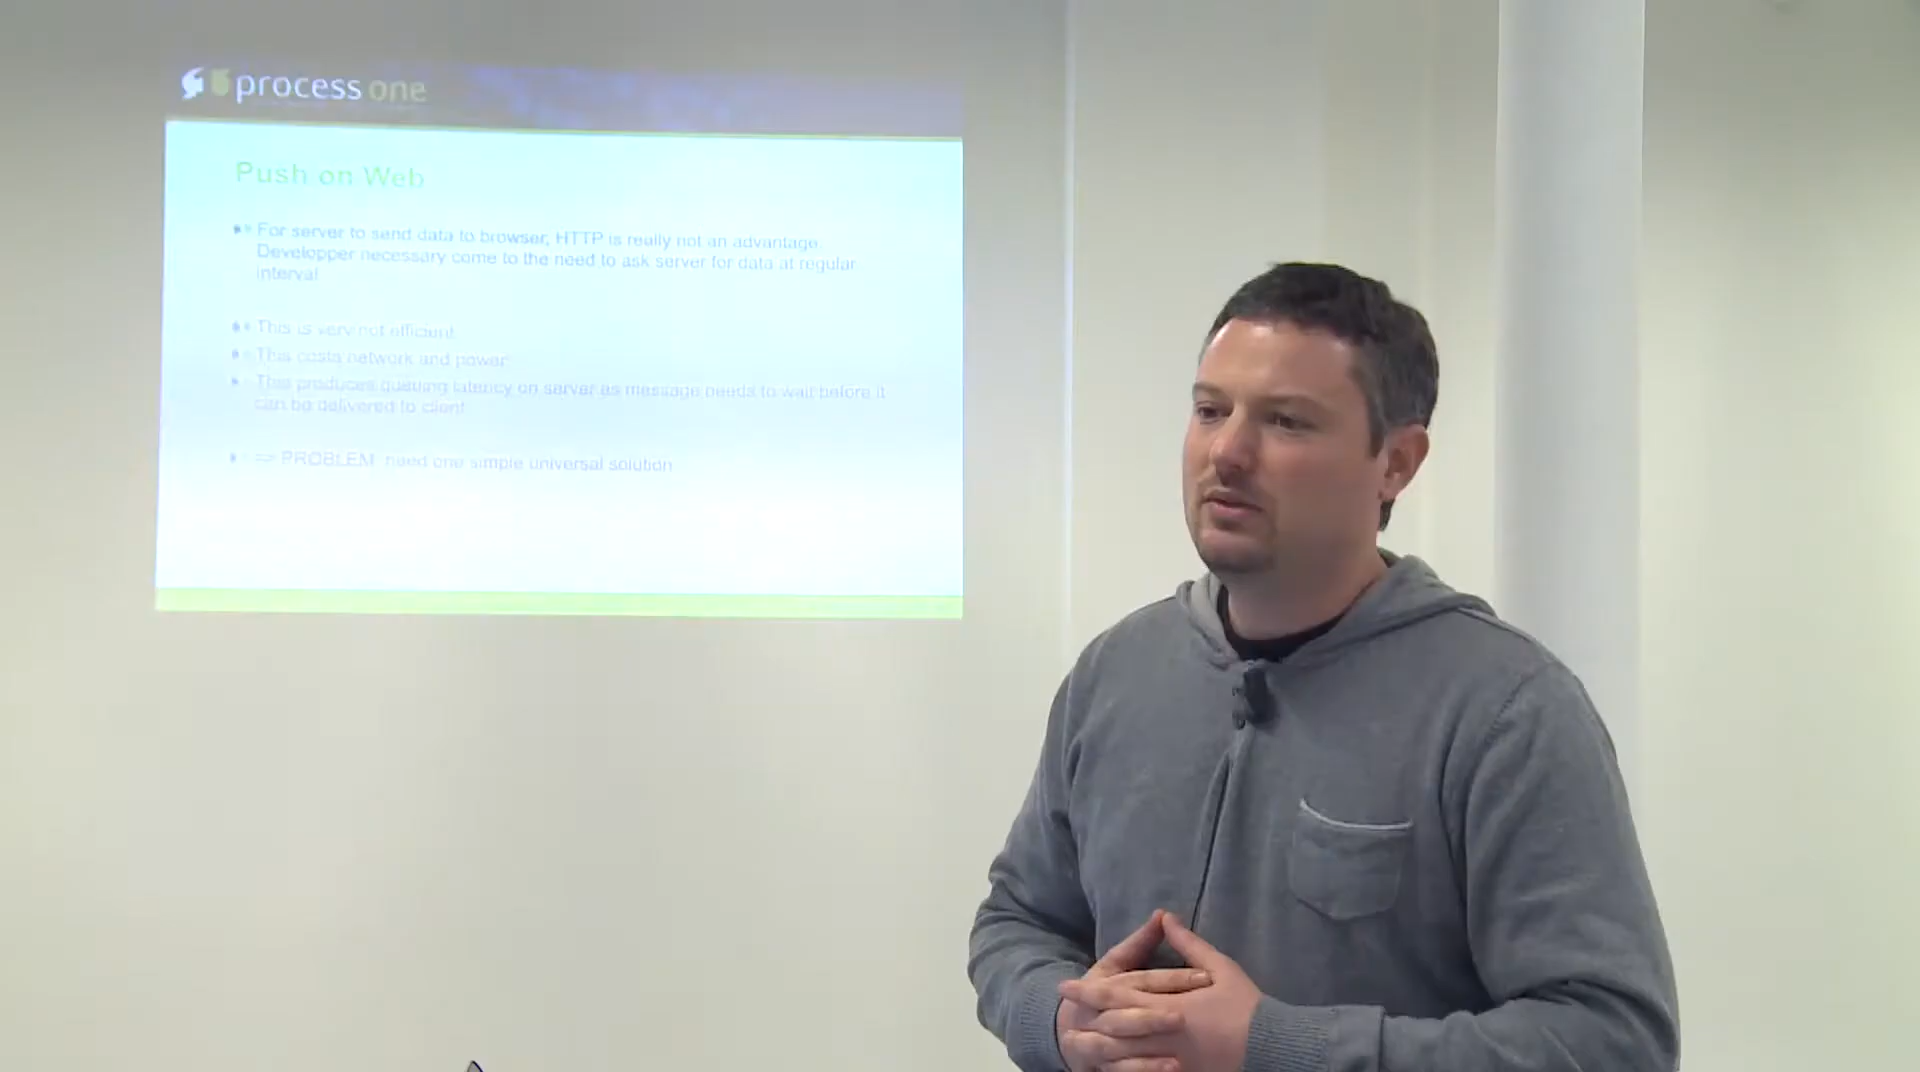 process one
Push on Web
For server to send data to browser, HTTP is really not an advantage.
Developper necessary come to the need to ask server for data at regular
interval
This is very not efficient.
This costs network and power.
This produces queuing latency on server as message needs to wait before it
can be delivered to client
=> PROBLEM: need one simple universal solution